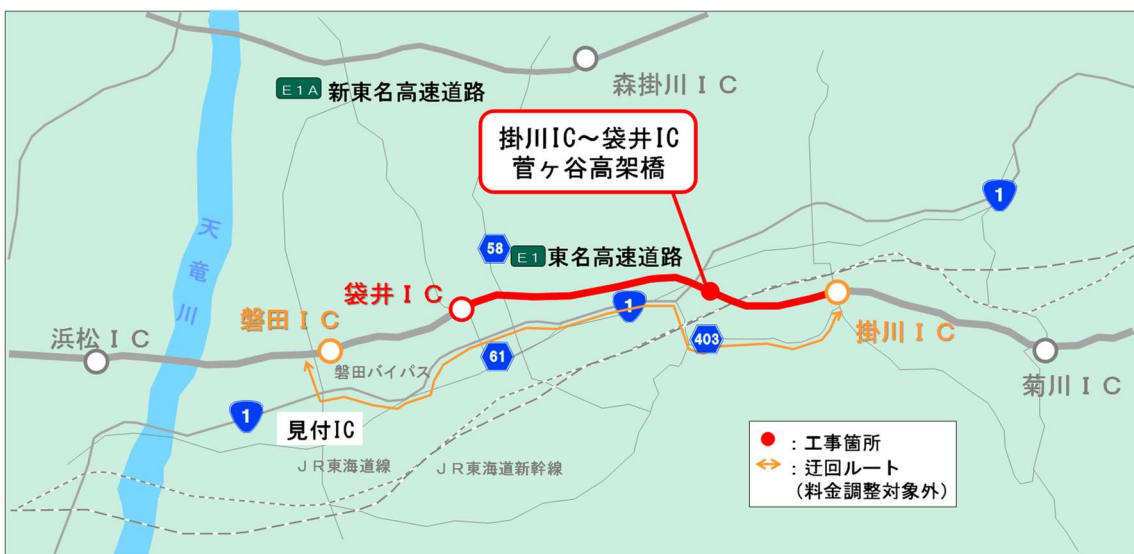 E1A 新東名高速道路
森掛川IC
掛川IC～袋井IC
菅ヶ谷高架橋
1
天竜川
58
E1 東名高速道路
袋井IC
磐田IC
浜松IC
1
403
掛川IC
61
磐田バイパス
菊川IC
1
見付IC
JR東海道線
JR東海道新幹線
：工事箇所
：迂回ルート
（料金調整対象外）